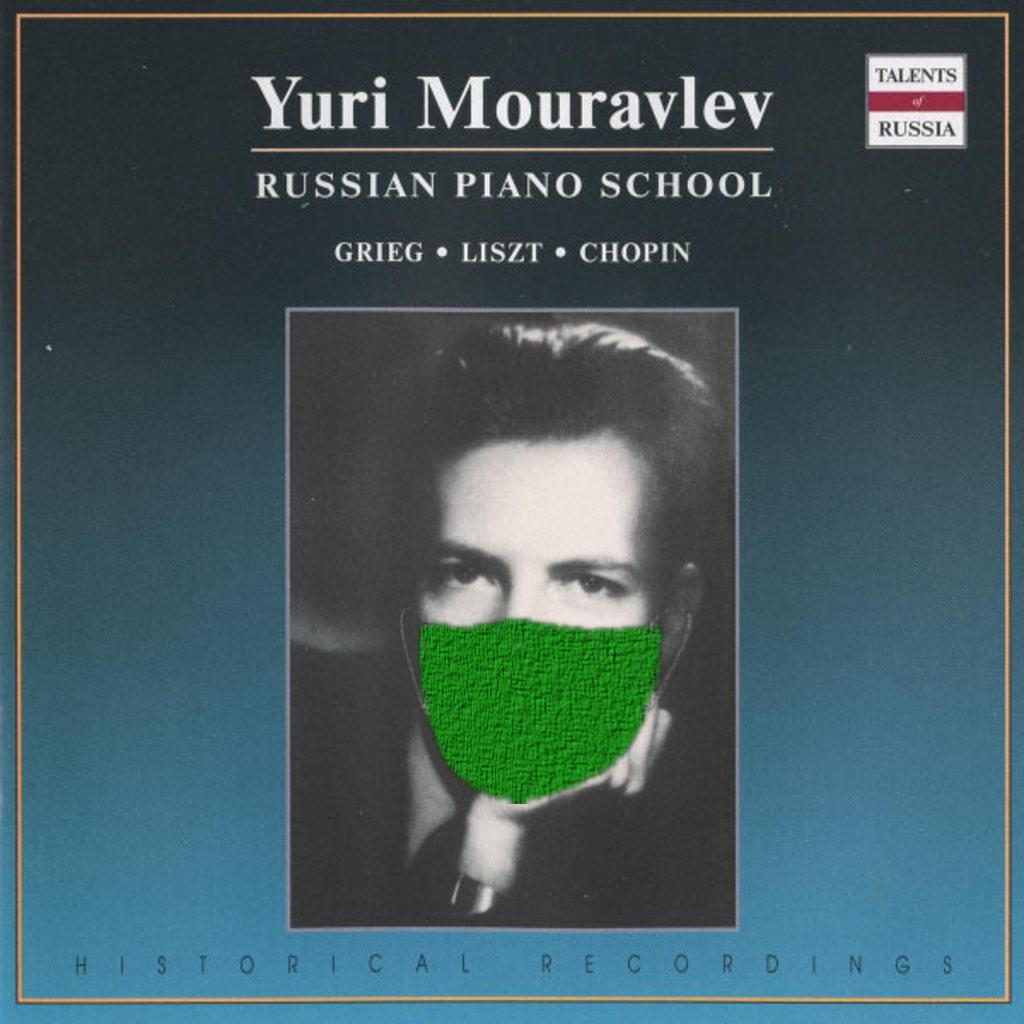 Yuri Mouravlev
TALENTS
of
RUSSIA
RUSSIAN PIANO SCHOOL
GRIEG • LISZT • CHOPIN
HISTORICAL RECORDINGS